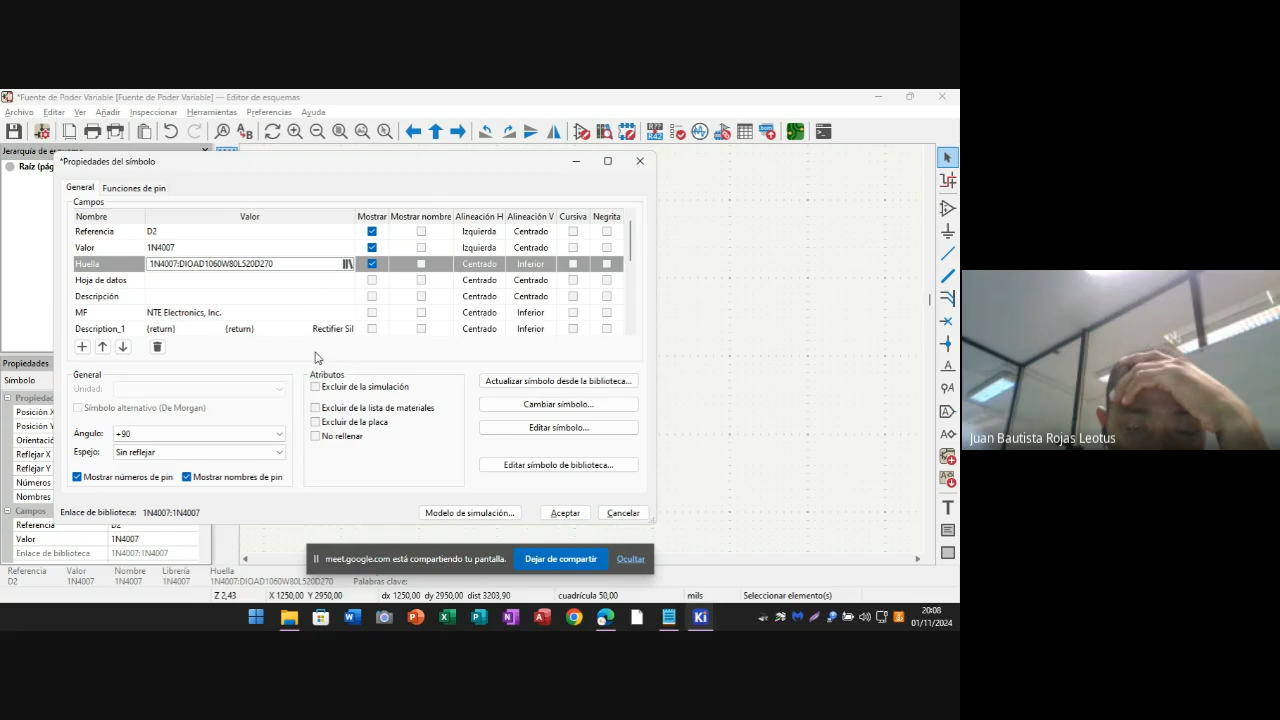 *Fuente de Poder Variable [Fuente de Poder Variable] — Editor de esquemas
Archivo Editar Ver Añadir Inspeccionar Herramientas Preferencias Ayuda
Jerarquía de
Raíz (pág
*Propiedades del símbolo
General Funciones de pin
Campos
Nombre Valor Mostrar Mostrar nombre Alineación H Alineación V Cursiva Negrita
Referencia D2 Izquierda Centrado
Valor 1N4007 Izquierda Centrado
Huella 1N4007:DIOAD1060W80L520D270 Centrado Inferior
Hoja de datos Centrado Centrado
Descripción Centrado Centrado
MF NTE Electronics, Inc. Centrado Inferior
Description_1 {return} {return} Rectifier Sil Centrado Inferior
General
Unidad:
Símbolo alternativo (De Morgan)
Ángulo: +90
Espejo: Sin reflejar
Mostrar números de pin Mostrar nombres de pin
Atributos
Excluir de la simulación
Excluir de la lista de materiales
Excluir de la placa
No rellenar
Actualizar símbolo desde la biblioteca...
Cambiar símbolo...
Editar símbolo...
Editar símbolo de biblioteca...
Enlace de biblioteca: 1N4007:1N4007
Modelo de simulación... Aceptar Cancelar
Propiedades
Símbolo
Propiedad
Posición X
Posición Y
Orientació
Reflejar X
Reflejar Y
Números
Nombres
Campos
Referencia D2
Valor 1N4007
Enlace de biblioteca 1N4007:1N4007
meet.google.com está compartiendo tu pantalla. Dejar de compartir Ocultar
Referencia Valor Nombre Librería Huella
D2 1N4007 1N4007 1N4007 1N4007:DIOAD1060W80L520D270 Palabras clave:
Z 2,43 X 1250,00 Y 2950,00 dx 1250,00 dy 2950,00 dist 3203,90 cuadrícula 50,00 mils Seleccionar elemento(s)
20:08
01/11/2024
Juan Bautista Rojas Leotus